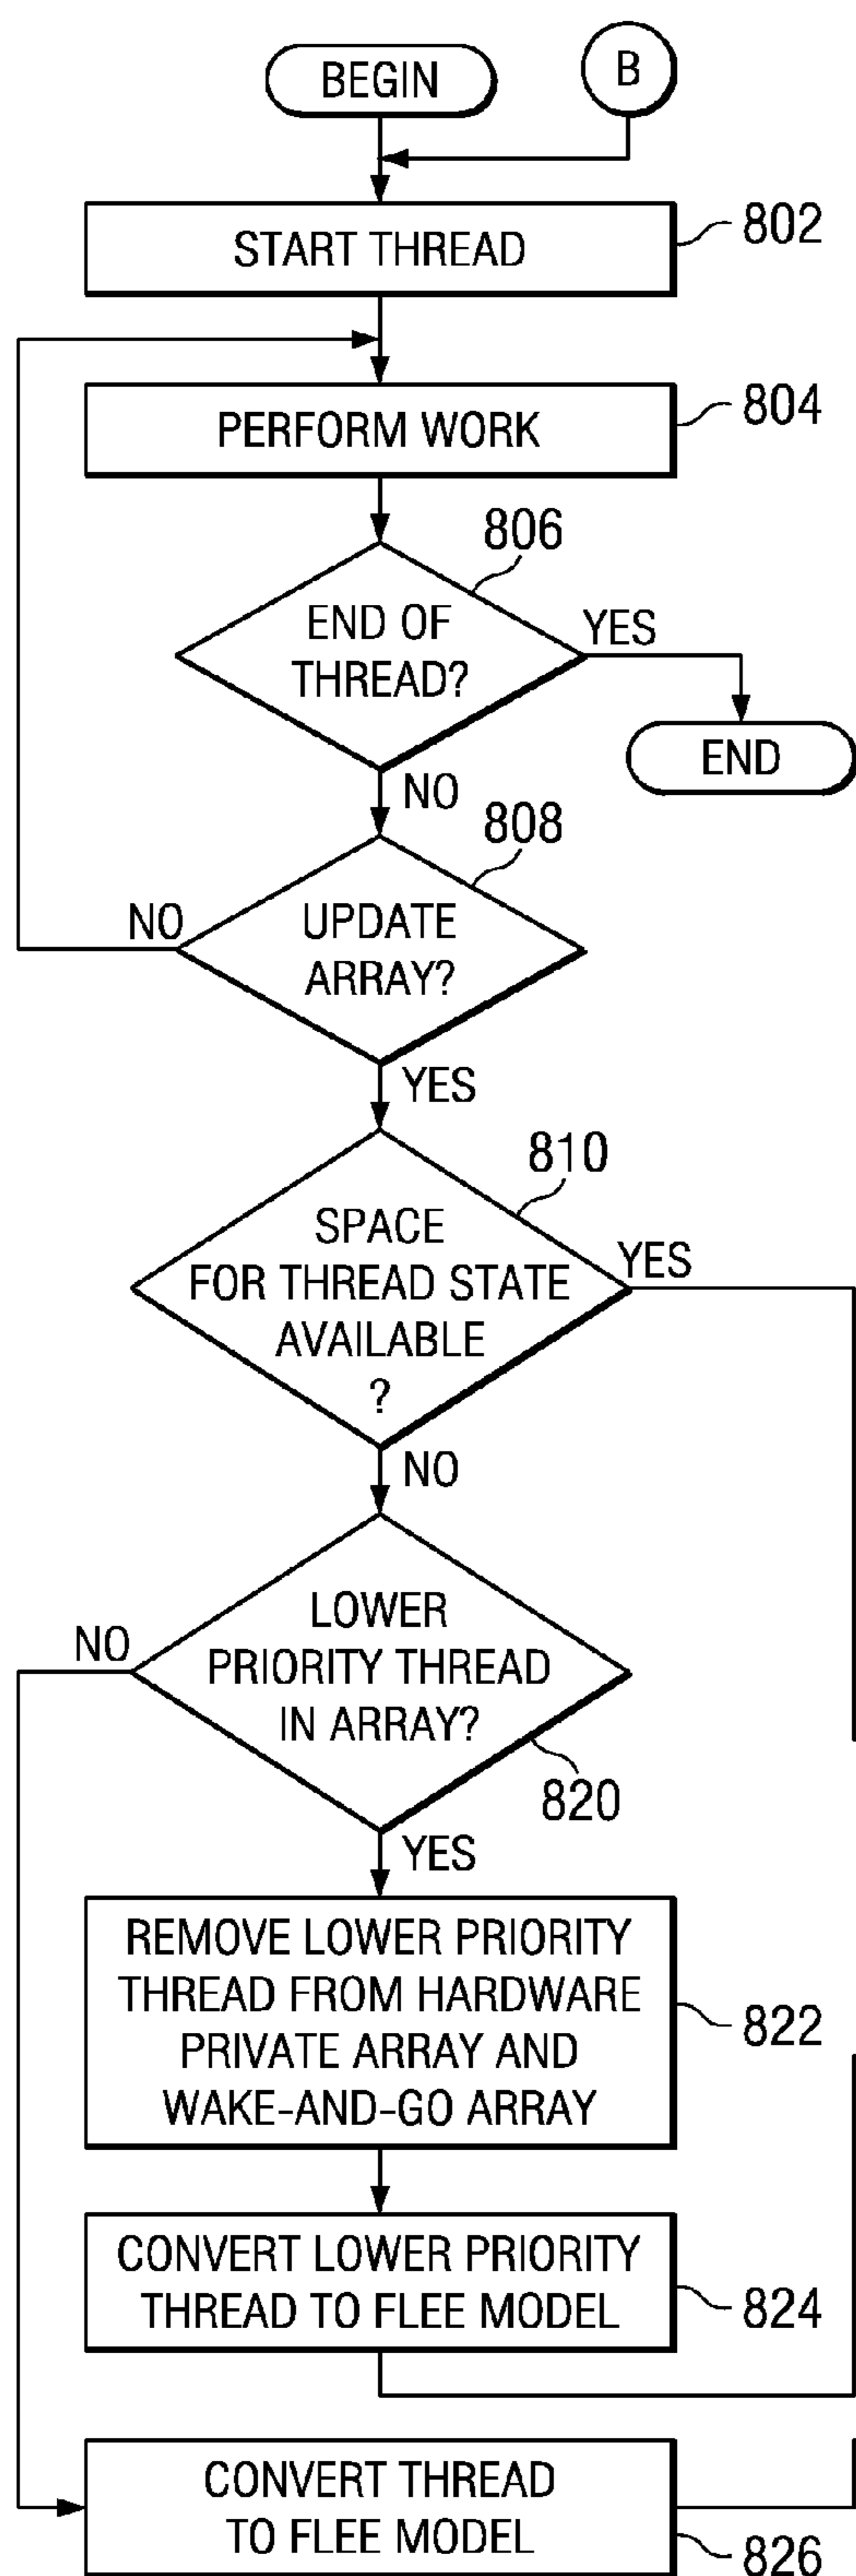 BEGIN
B
START THREAD
802
PERFORM WORK
804
806
END OF
THREAD?
YES
END
NO
808
NO
UPDATE
ARRAY?
YES
810
SPACE
FOR THREAD STATE
AVAILABLE
?
YES
NO
LOWER
PRIORITY THREAD
IN ARRAY?
NO
820
YES
REMOVE LOWER PRIORITY
THREAD FROM HARDWARE
PRIVATE ARRAY AND
WAKE-AND-GO ARRAY
822
CONVERT LOWER PRIORITY
THREAD TO FLEE MODEL
824
CONVERT THREAD
TO FLEE MODEL
826